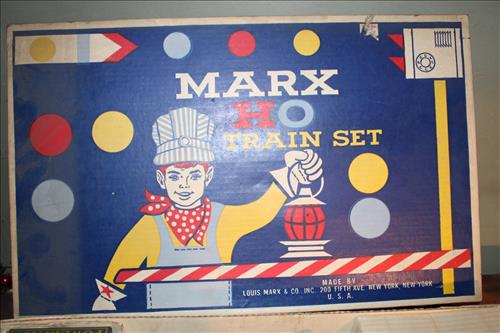 MARX
HO
TRAIN SET
MADE BY
LOUIS MARX & CO. INC. 200 FIFTH AVE. NEW YORK, NEW YORK
U. S. A.